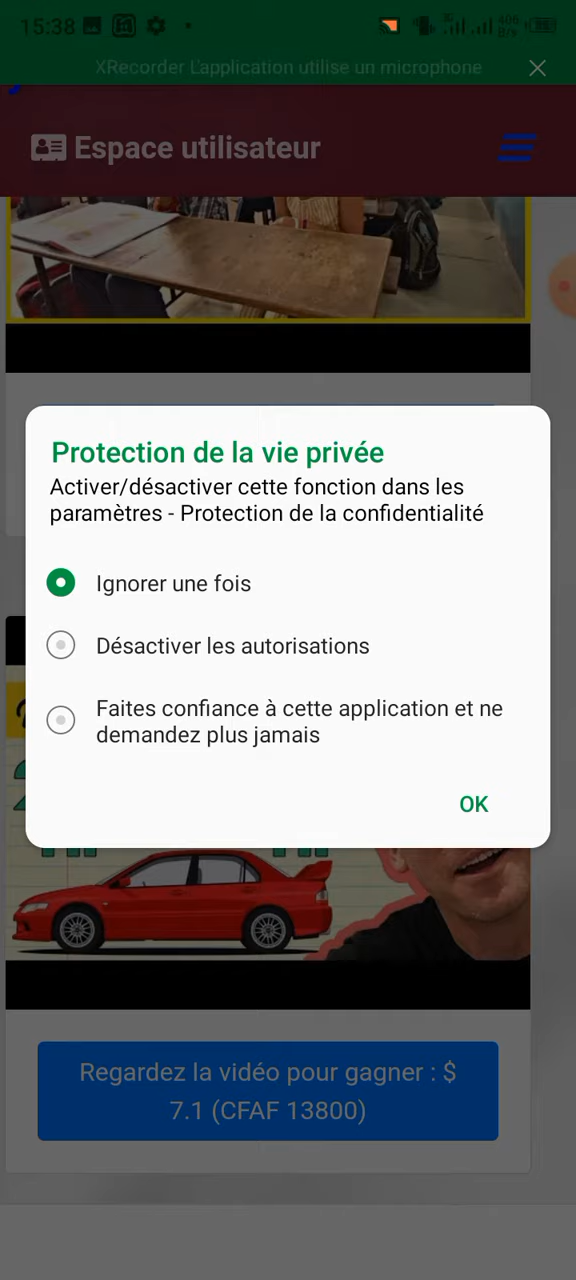 15:38
406
B/s
XRecorder L'application utilise un microphone
Espace utilisateur
Protection de la vie privée
Activer/désactiver cette fonction dans les
paramètres - Protection de la confidentialité
Ignorer une fois
Désactiver les autorisations
Faites confiance à cette application et ne
demandez plus jamais
OK
Regardez la vidéo pour gagner : $
7.1 (CFAF 13800)